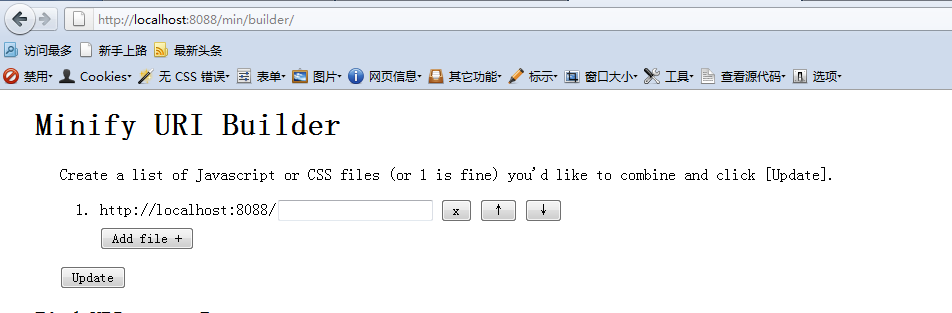 http://localhost:8088/min/builder/
访问最多 新手上路 最新头条
禁用· Cookies· 无 CSS 错误· 表单· 图片· 网页信息· 其它功能· 标示· 窗口大小· 工具· 查看源代码· 选项·
Minify URI Builder
Create a list of Javascript or CSS files (or 1 is fine) you'd like to combine and click [Update].
1. http://localhost:8088/ x ↑ ↓
Add file +
Update